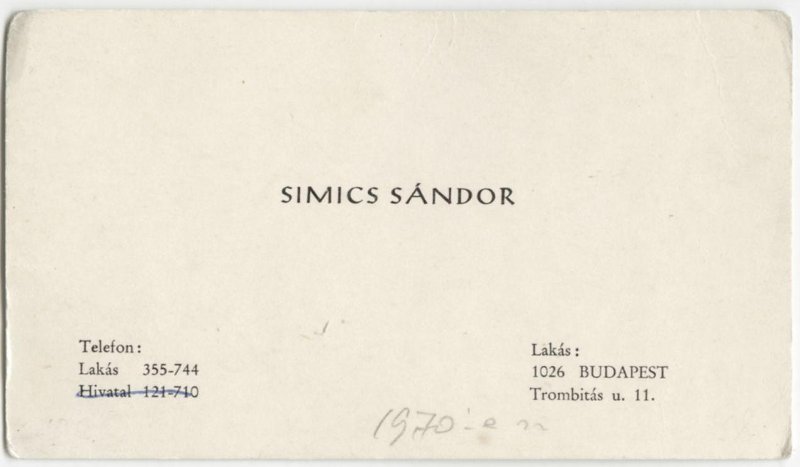 SIMICS SÁNDOR
Telefon:
Lakás 355-744
Hivatal 121-710
Lakás:
1026 BUDAPEST
Trombitás u. 11.
1970-e